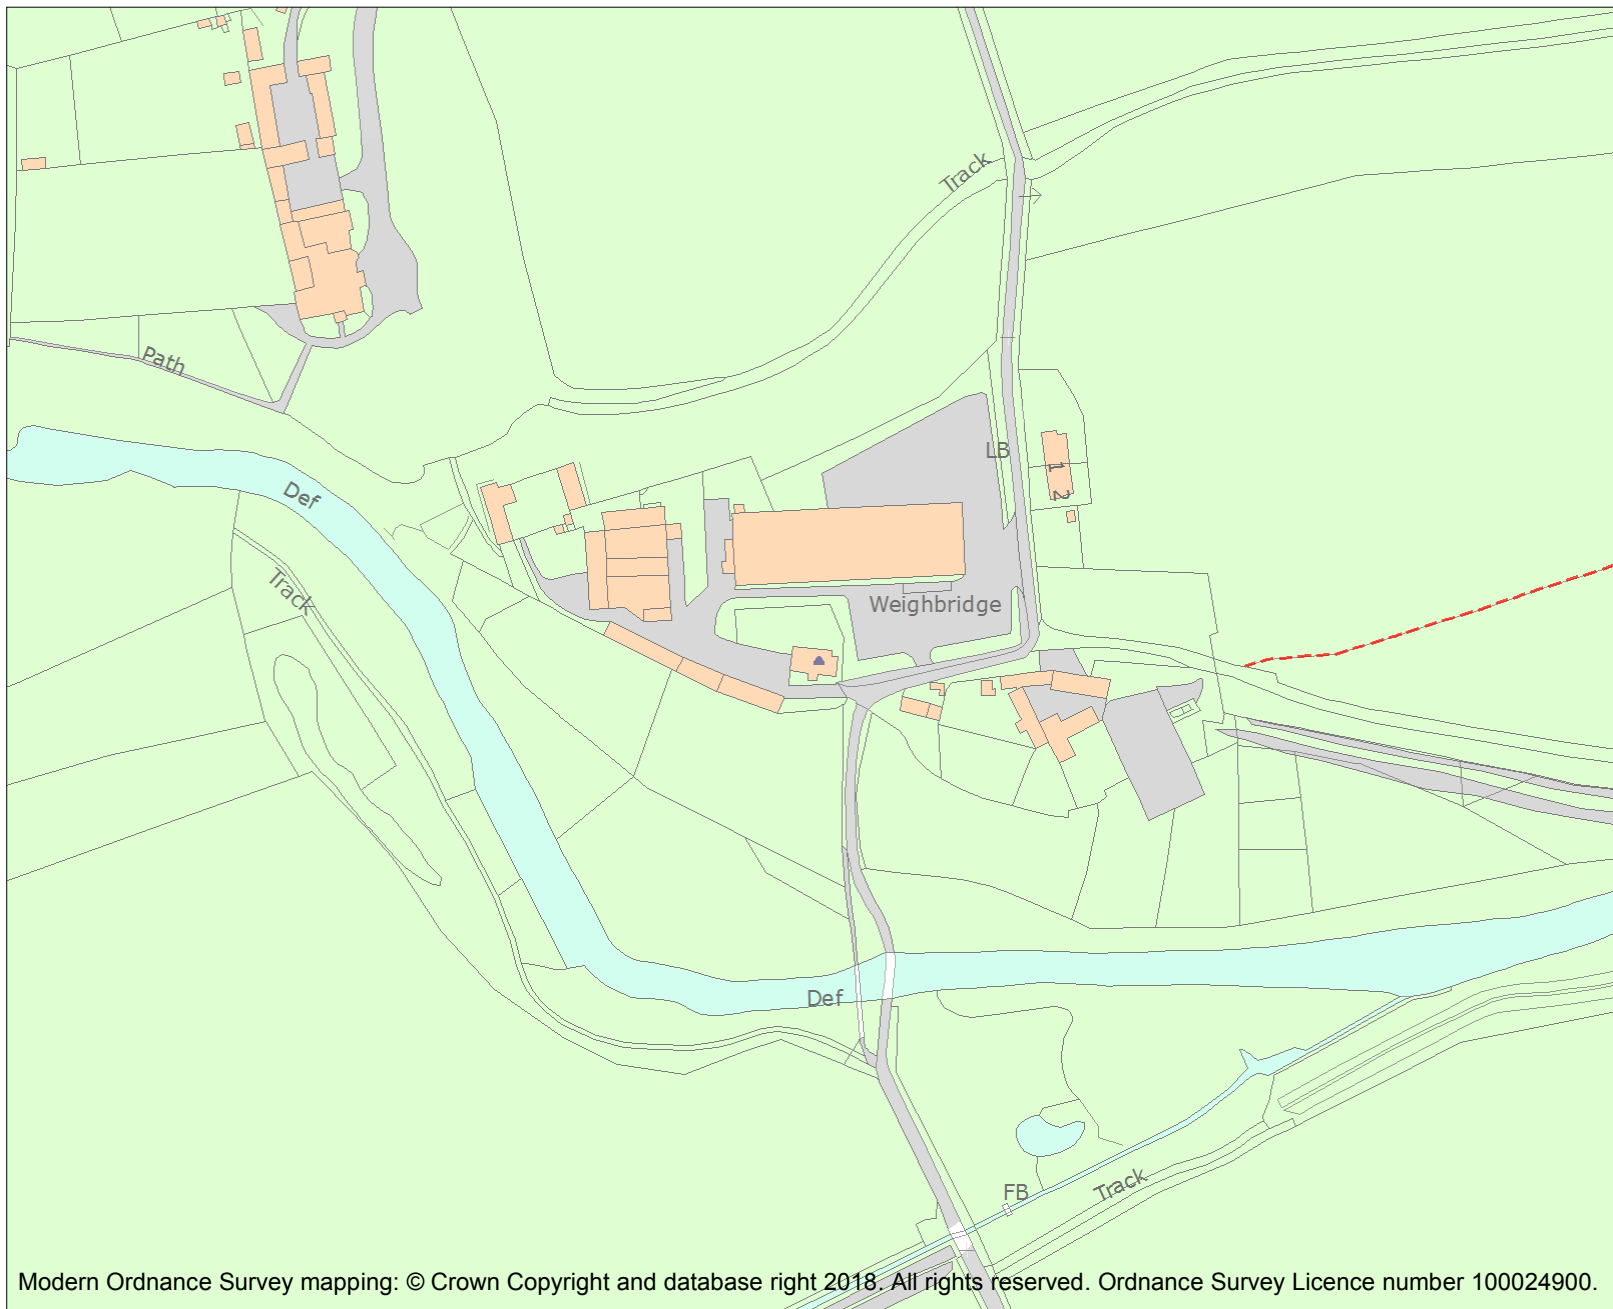 Track
Path
LB
1
2
Def
Track
Weighbridge
Def
FB
Track
Modern Ordnance Survey mapping: © Crown Copyright and database right 2018. All rights reserved. Ordnance Survey Licence number 100024900.